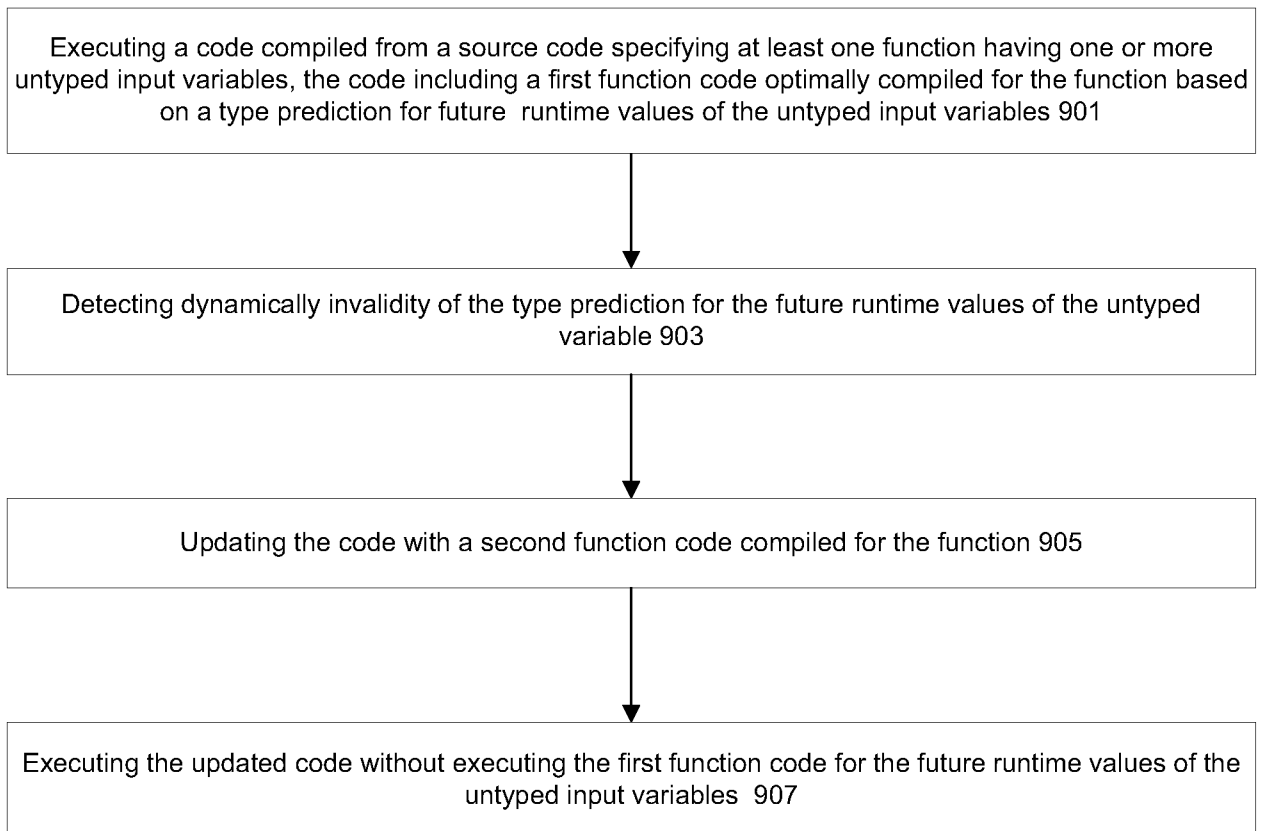 Executing a code compiled from a source code specifying at least one function having one or more
untyped input variables, the code including a first function code optimally compiled for the function based
on a type prediction for future runtime values of the untyped input variables 901
Detecting dynamically invalidity of the type prediction for the future runtime values of the untyped
variable 903
Updating the code with a second function code compiled for the function 905
Executing the updated code without executing the first function code for the future runtime values of the
untyped input variables 907